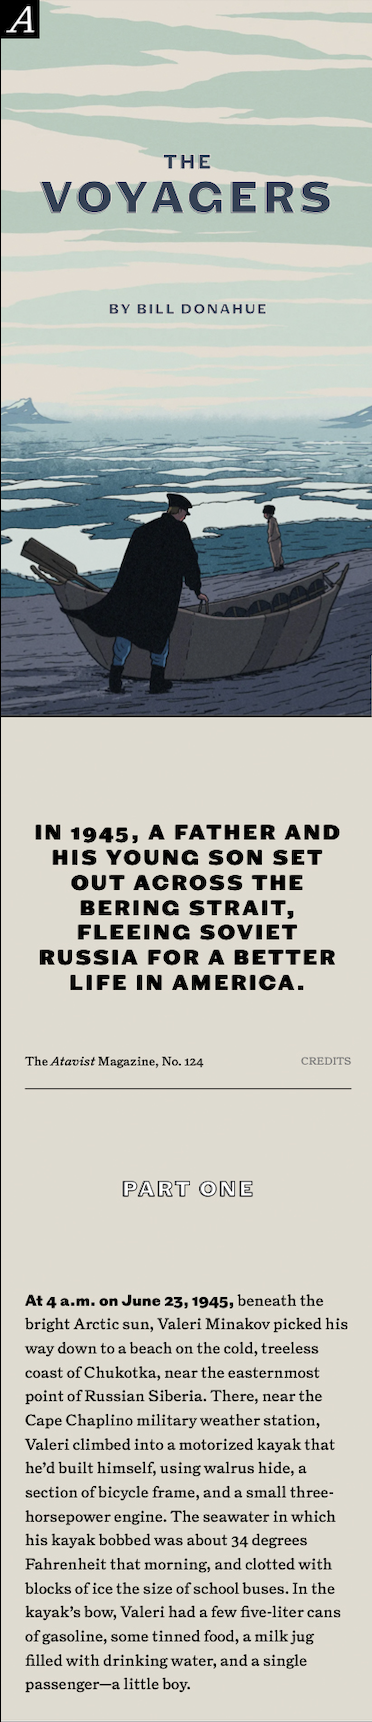 A
THE
VOYAGERS
BY BILL DONAHUE
IN 1945, A FATHER AND
HIS YOUNG SON SET
OUT ACROSS THE
BERING STRAIT,
FLEEING SOVIET
RUSSIA FOR A BETTER
LIFE IN AMERICA.
The Atavist Magazine, No. 124
CREDITS
PART ONE
At 4 a.m. on June 23, 1945, beneath the
bright Arctic sun, Valeri Minakov picked his
way down to a beach on the cold, treeless
coast of Chukotka, near the easternmost
point of Russian Siberia. There, near the
Cape Chaplino military weather station,
Valeri climbed into a motorized kayak that
he’d built himself, using walrus hide, a
section of bicycle frame, and a small three-
horsepower engine. The seawater in which
his kayak bobbed was about 34 degrees
Fahrenheit that morning, and clotted with
blocks of ice the size of school buses. In the
kayak’s bow, Valeri had a few five-liter cans
of gasoline, some tinned food, a milk jug
filled with drinking water, and a single
passenger—a little boy.